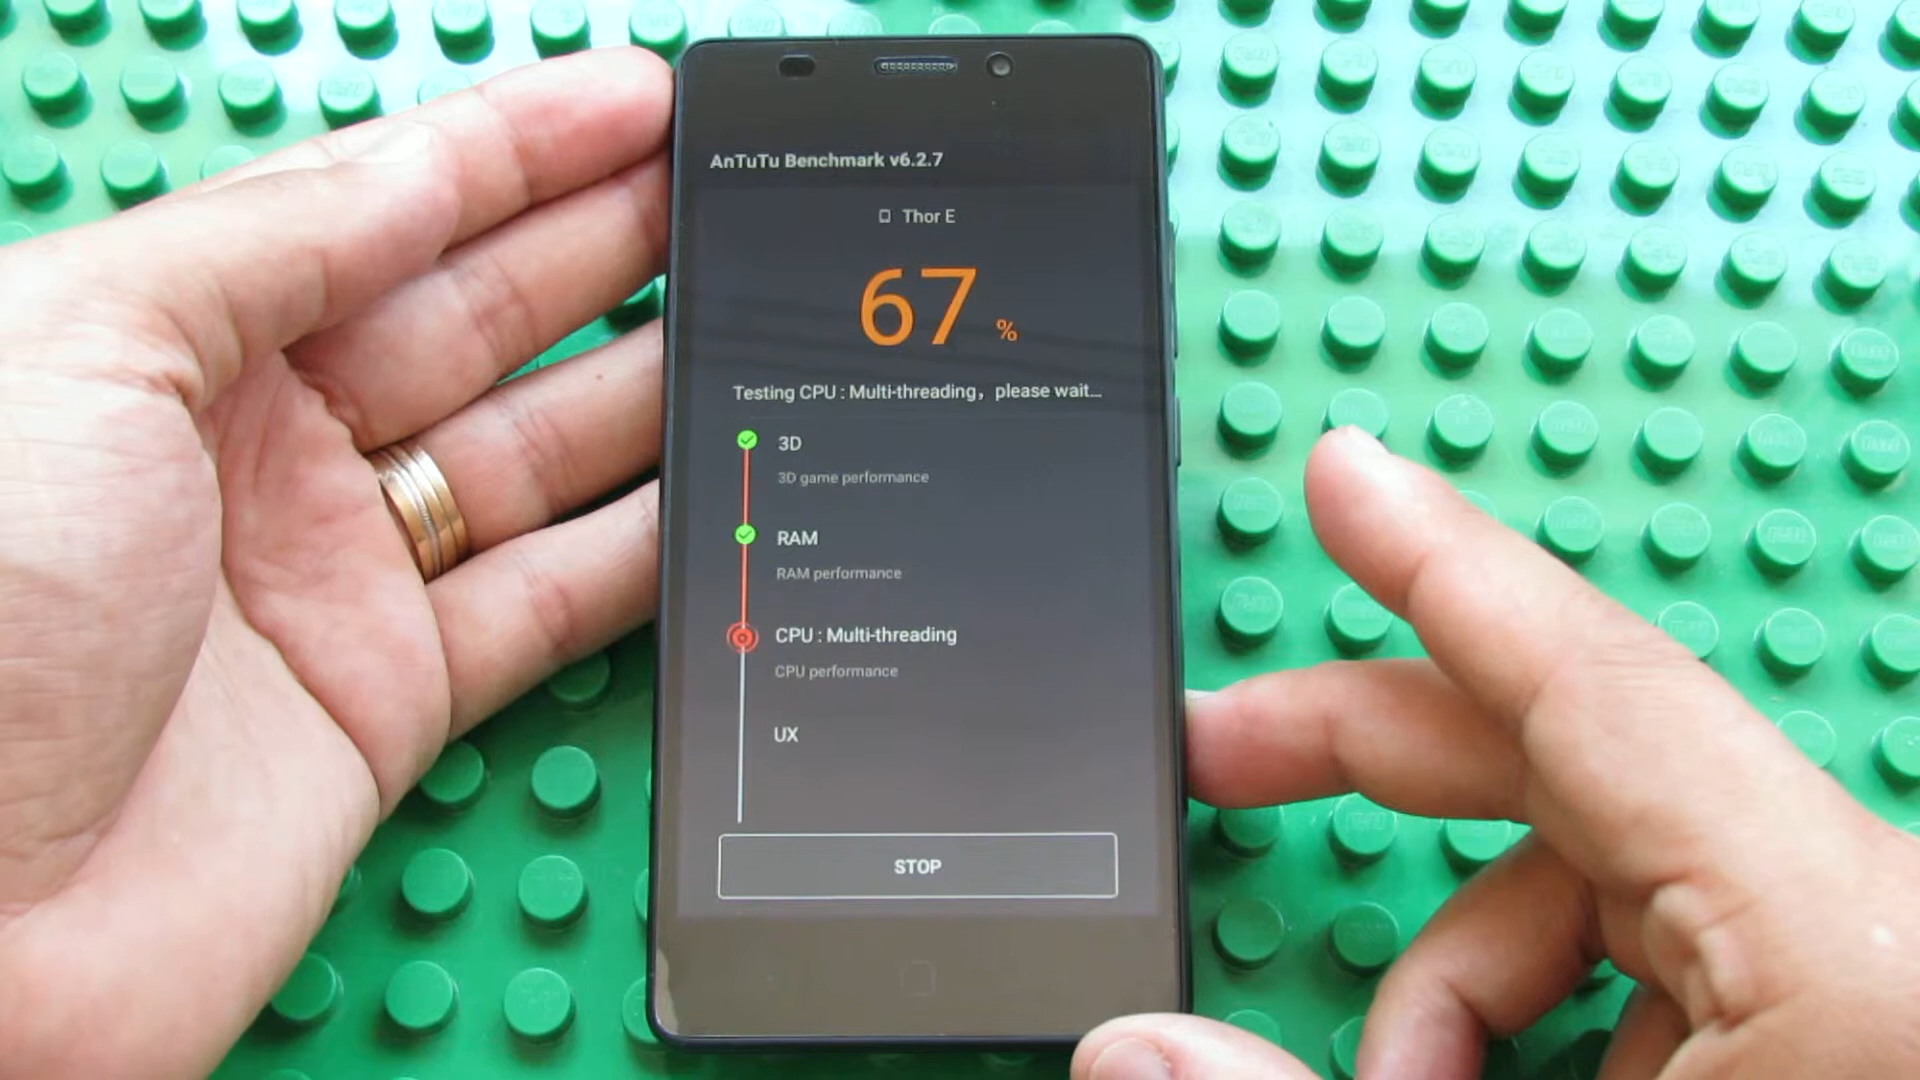 AnTuTu Benchmark v6.2.7
Thor E
67 %
Testing CPU : Multi-threading，please wait...
3D
3D game performance
RAM
RAM performance
CPU : Multi-threading
CPU performance
UX
STOP